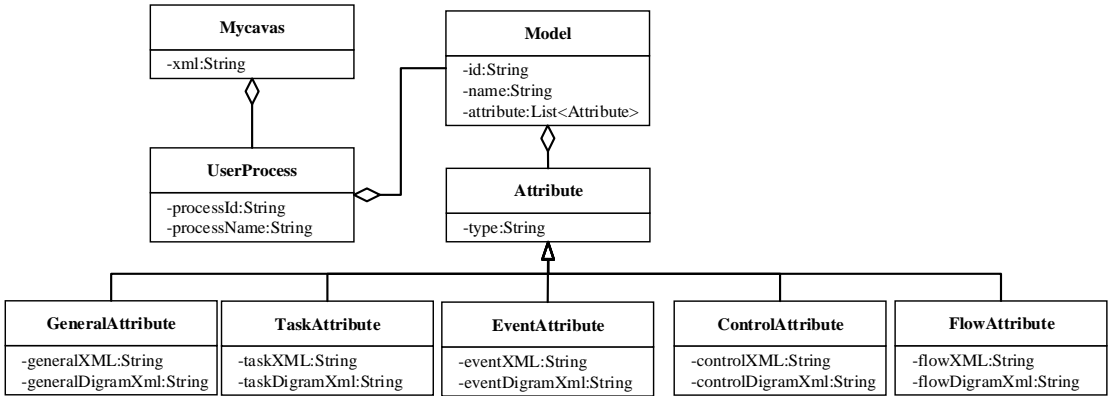 Mycavas
-xml:String
Model
-id:String
-name:String
-attribute:List<Attribute>
UserProcess
-processId:String
-processName:String
Attribute
-type:String
GeneralAttribute
-generalXML:String
-generalDigramXml:String
TaskAttribute
-taskXML:String
-taskDigramXml:String
EventAttribute
-eventXML:String
-eventDigramXml:String
ControlAttribute
-controlXML:String
-controlDigramXml:String
FlowAttribute
-flowXML:String
-flowDigramXml:String